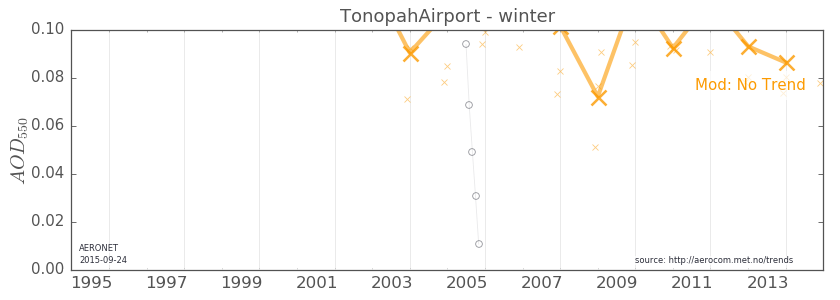 TonopahAirport - winter
0.10
0.08
0.06
0.04
0.02
0.00
AOD550
Mod: No Trend
AERONET
2015-09-24
source: http://aerocom.met.no/trends
1995 1997 1999 2001 2003 2005 2007 2009 2011 2013